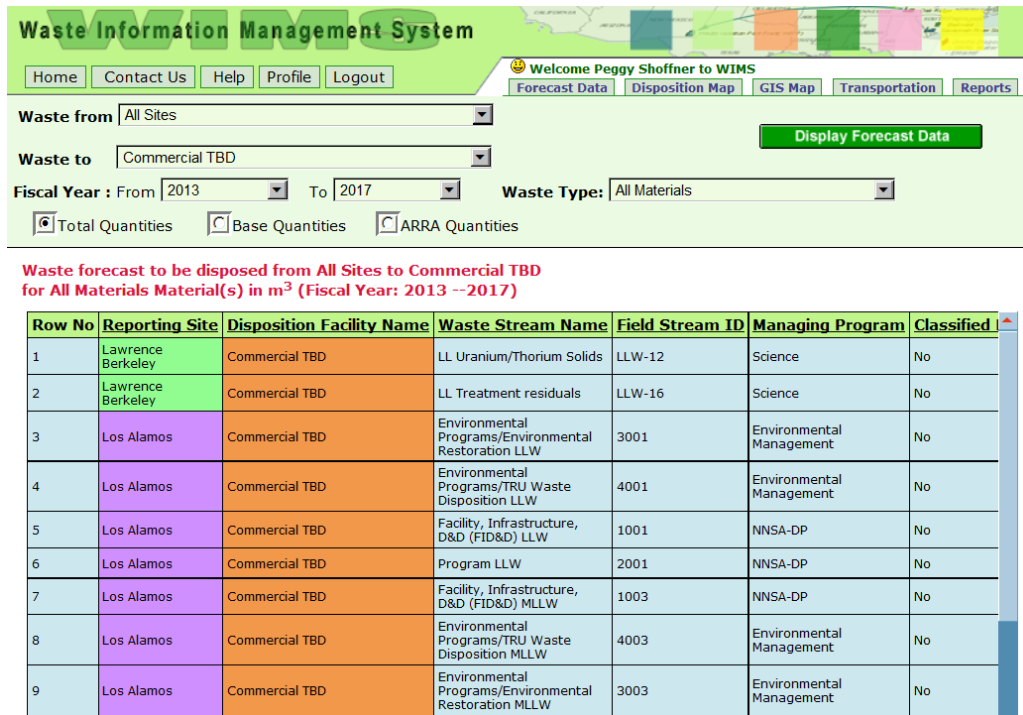 Waste Information Management System
WIMS
Home Contact Us Help Profile Logout
Welcome Peggy Shoffner to WIMS
Forecast Data Disposition Map GIS Map Transportation Reports
Waste from All Sites
Display Forecast Data
Waste to Commercial TBD
Fiscal Year : From 2013 To 2017 Waste Type: All Materials
Total Quantities Base Quantities ARRA Quantities
Waste forecast to be disposed from All Sites to Commercial TBD
for All Materials Material(s) in m3 (Fiscal Year: 2013 --2017)
Row No Reporting Site Disposition Facility Name Waste Stream Name Field Stream ID Managing Program Classified
1 Lawrence Berkeley Commercial TBD LL Uranium/Thorium Solids LLW-12 Science No
2 Lawrence Berkeley Commercial TBD LL Treatment residuals LLW-16 Science No
3 Los Alamos Commercial TBD Environmental Programs/Environmental Restoration LLW 3001 Environmental Management No
4 Los Alamos Commercial TBD Environmental Programs/TRU Waste Disposition LLW 4001 Environmental Management No
5 Los Alamos Commercial TBD Facility, Infrastructure, D&D (FID&D) LLW 1001 NNSA-DP No
6 Los Alamos Commercial TBD Program LLW 2001 NNSA-DP No
7 Los Alamos Commercial TBD Facility, Infrastructure, D&D (FID&D) MLLW 1003 NNSA-DP No
8 Los Alamos Commercial TBD Environmental Programs/TRU Waste Disposition MLLW 4003 Environmental Management No
9 Los Alamos Commercial TBD Environmental Programs/Environmental Restoration MLLW 3003 Environmental Management No